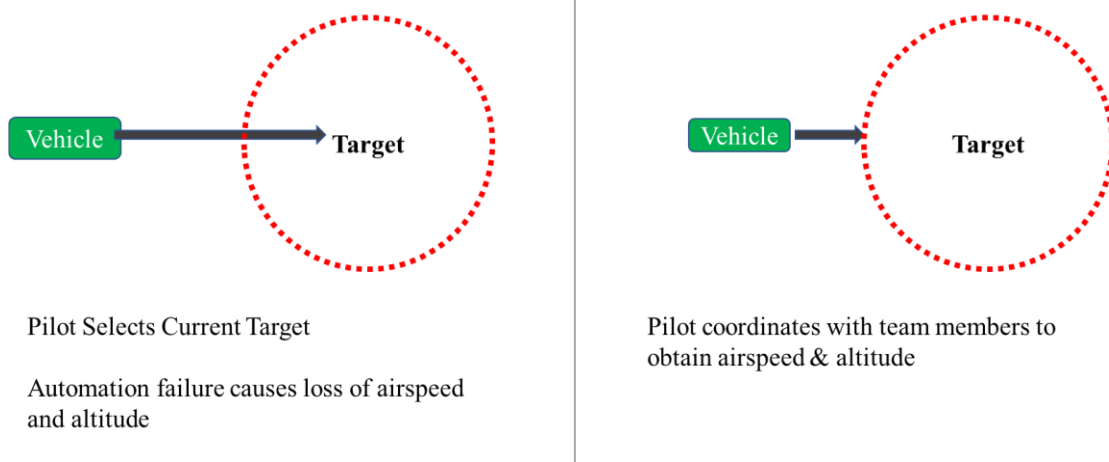 Vehicle
Target
Pilot Selects Current Target
Automation failure causes loss of airspeed
and altitude
Vehicle
Target
Pilot coordinates with team members to
obtain airspeed & altitude